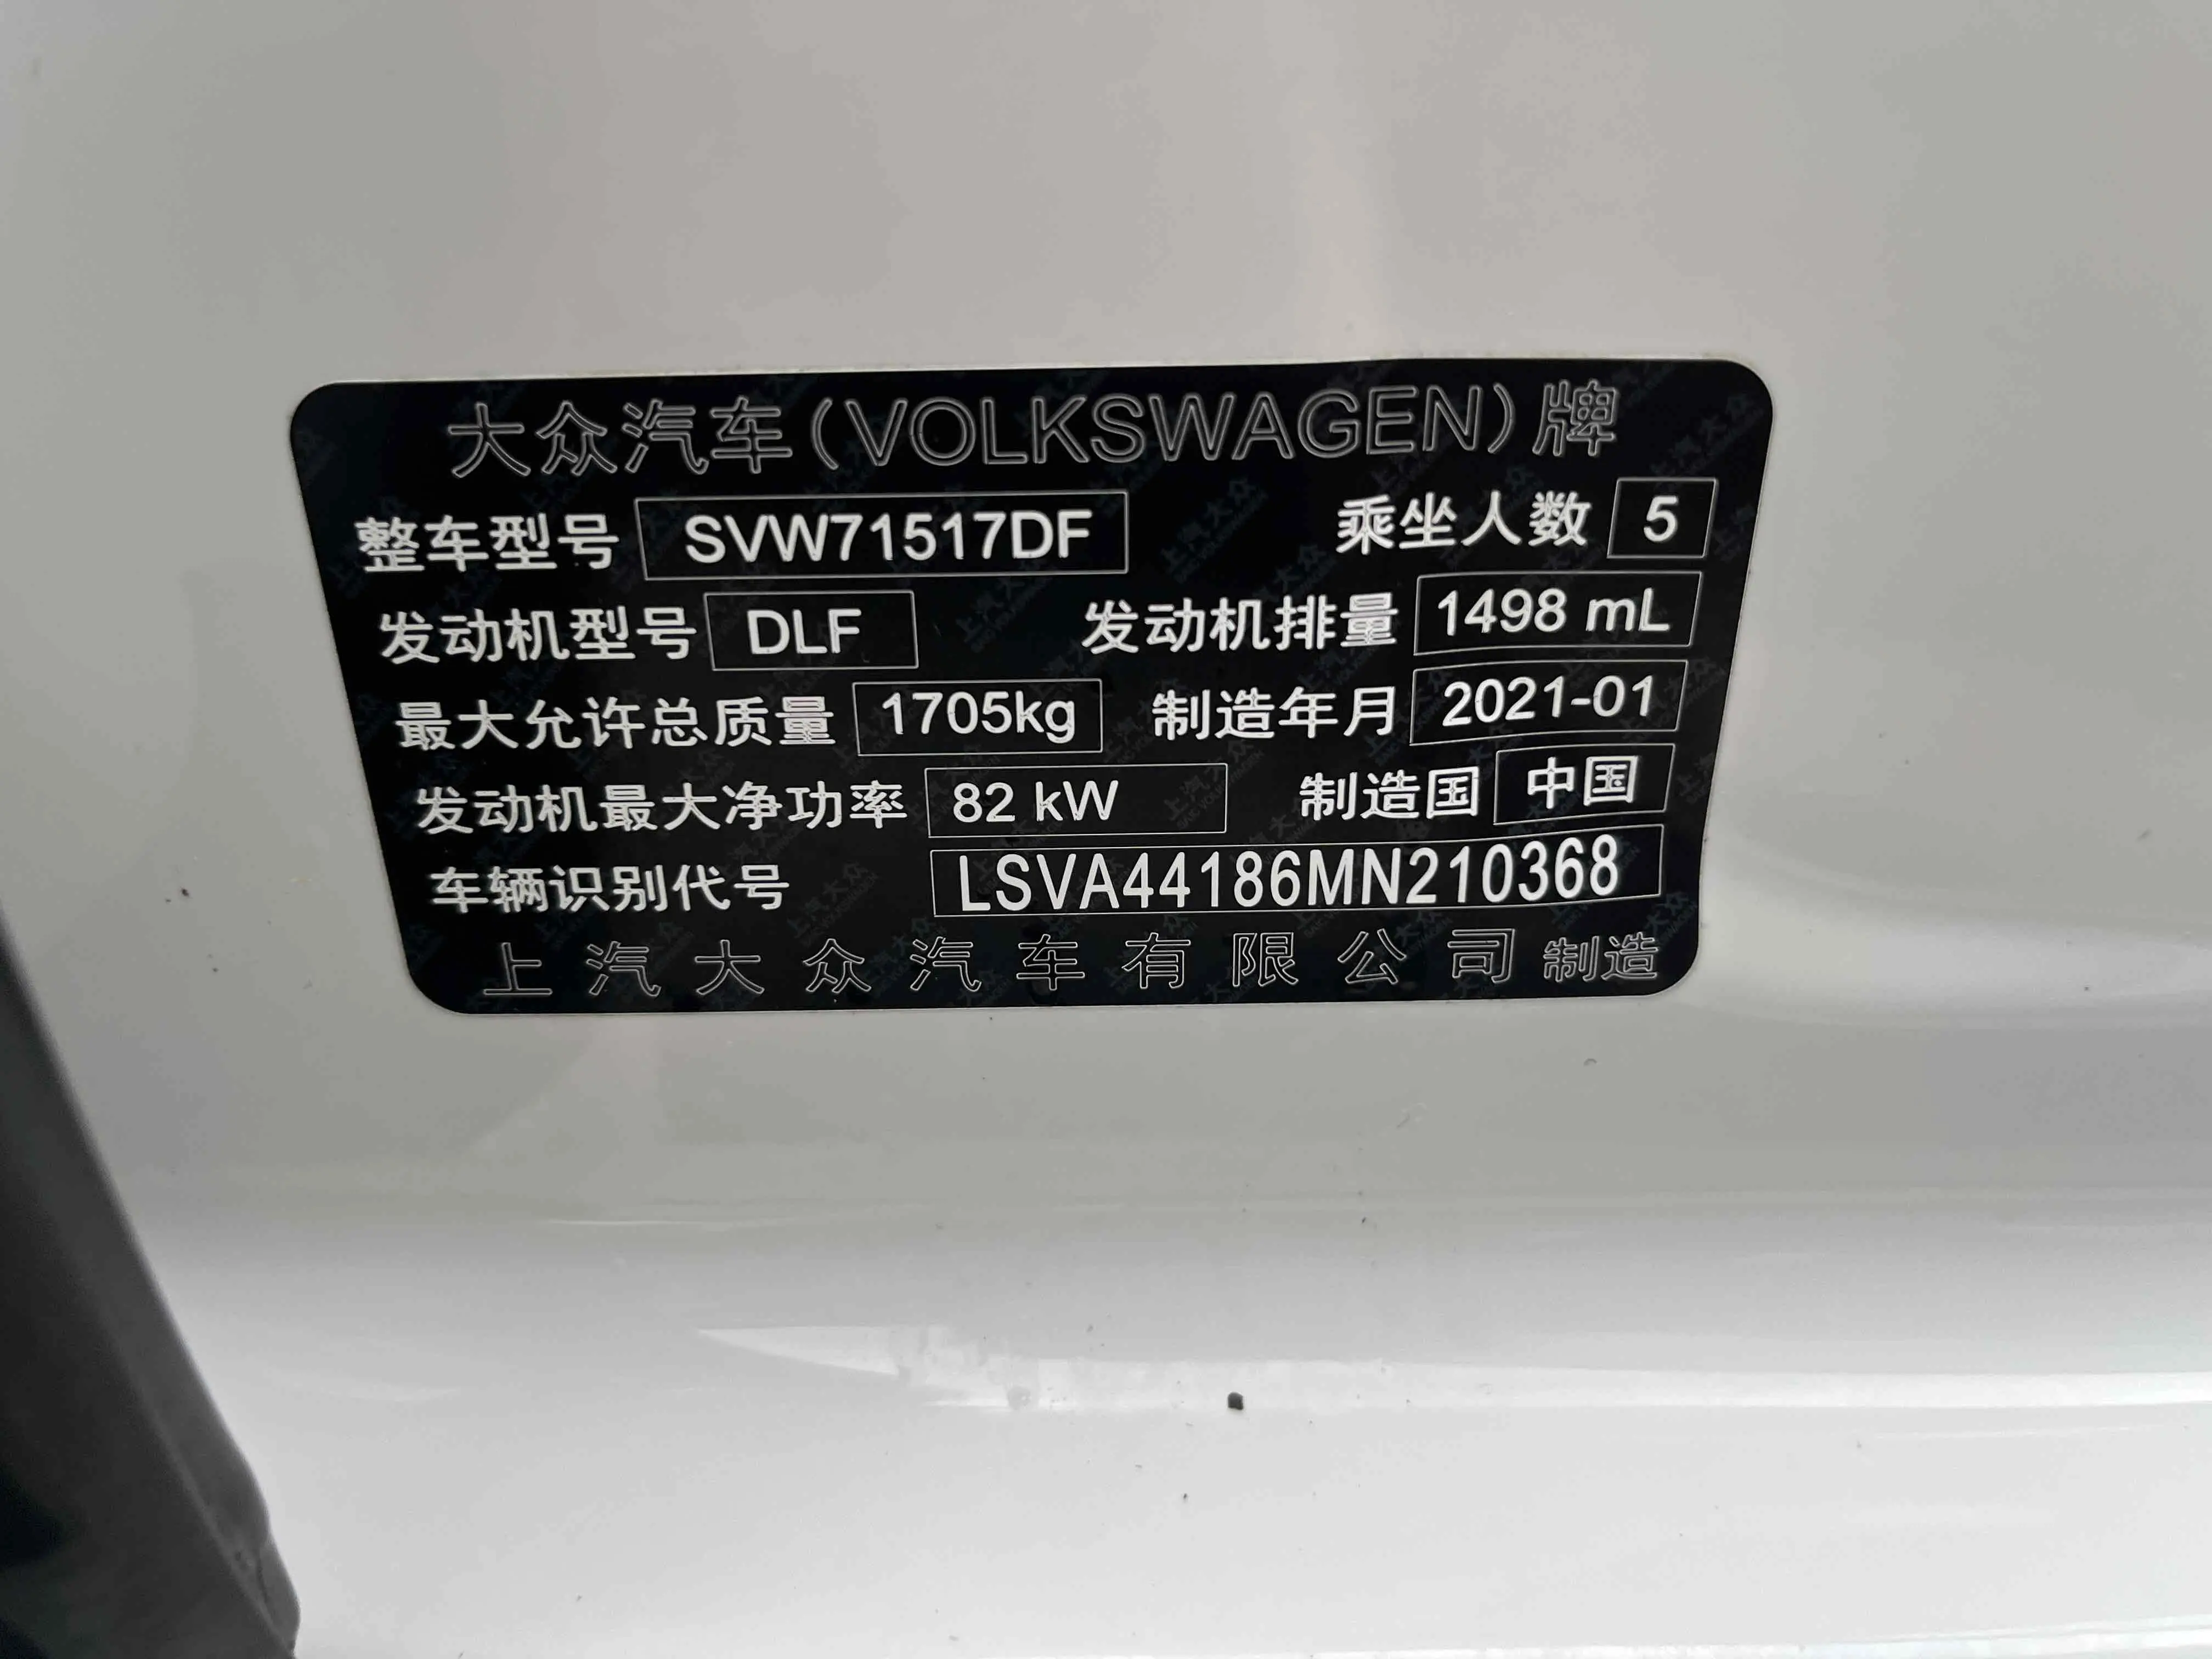 大众汽车(VOLKSWAGEN)牌
整车型号 SVW71517DF 乘坐人数 5
发动机型号 DLF 发动机排量 1498 mL
最大允许总质量 1705kg 制造年月 2021-01
发动机最大净功率 82 kW 制造国 中国
车辆识别代号 LSVA44186MN210368
上汽大众汽车有限公司制造